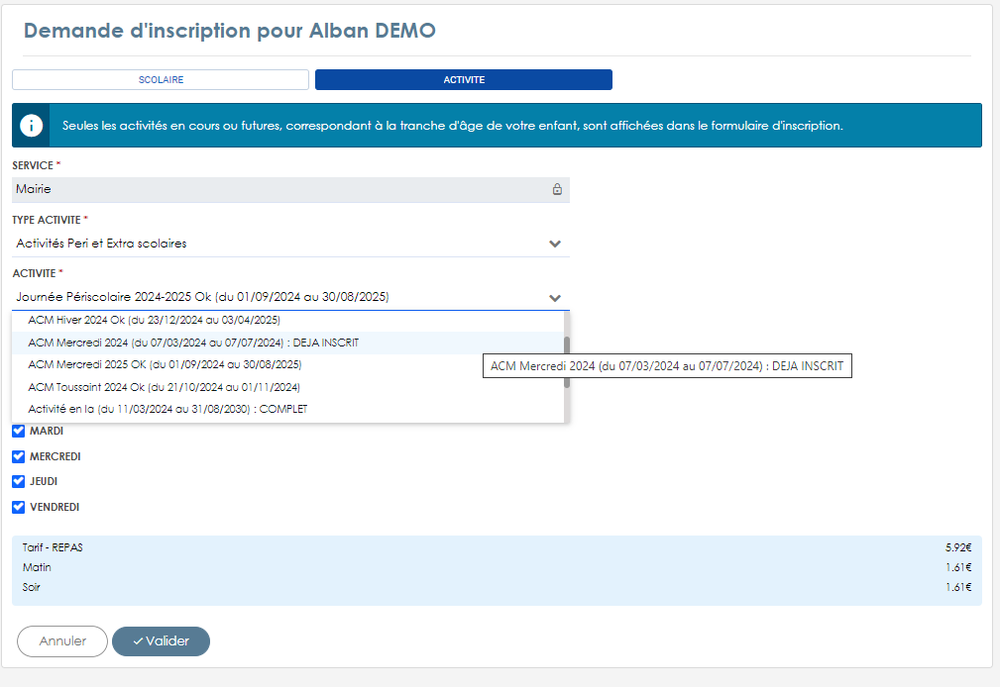 Demande d'inscription pour Alban DEMO
SCOLAIRE
ACTIVITE
Seules les activités en cours ou futures, correspondant à la tranche d'âge de votre enfant, sont affichées dans le formulaire d'inscription.
SERVICE *
Mairie
TYPE ACTIVITE *
Activités Peri et Extra scolaires
ACTIVITE *
Journée Périscolaire 2024-2025 Ok (du 01/09/2024 au 30/08/2025)
ACM Hiver 2024 Ok (du 23/12/2024 au 03/04/2025)
ACM Mercredi 2024 (du 07/03/2024 au 07/07/2024) : DEJA INSCRIT
ACM Mercredi 2025 OK (du 01/09/2024 au 30/08/2025)
ACM Mercredi 2024 (du 07/03/2024 au 07/07/2024) : DEJA INSCRIT
ACM Toussaint 2024 Ok (du 21/10/2024 au 01/11/2024)
Activité en la (du 11/03/2024 au 31/08/2030) : COMPLET
MARDI
MERCREDI
JEUDI
VENDREDI
Tarif - REPAS 5.92€
Matin 1.61€
Soir 1.61€
Annuler
Valider